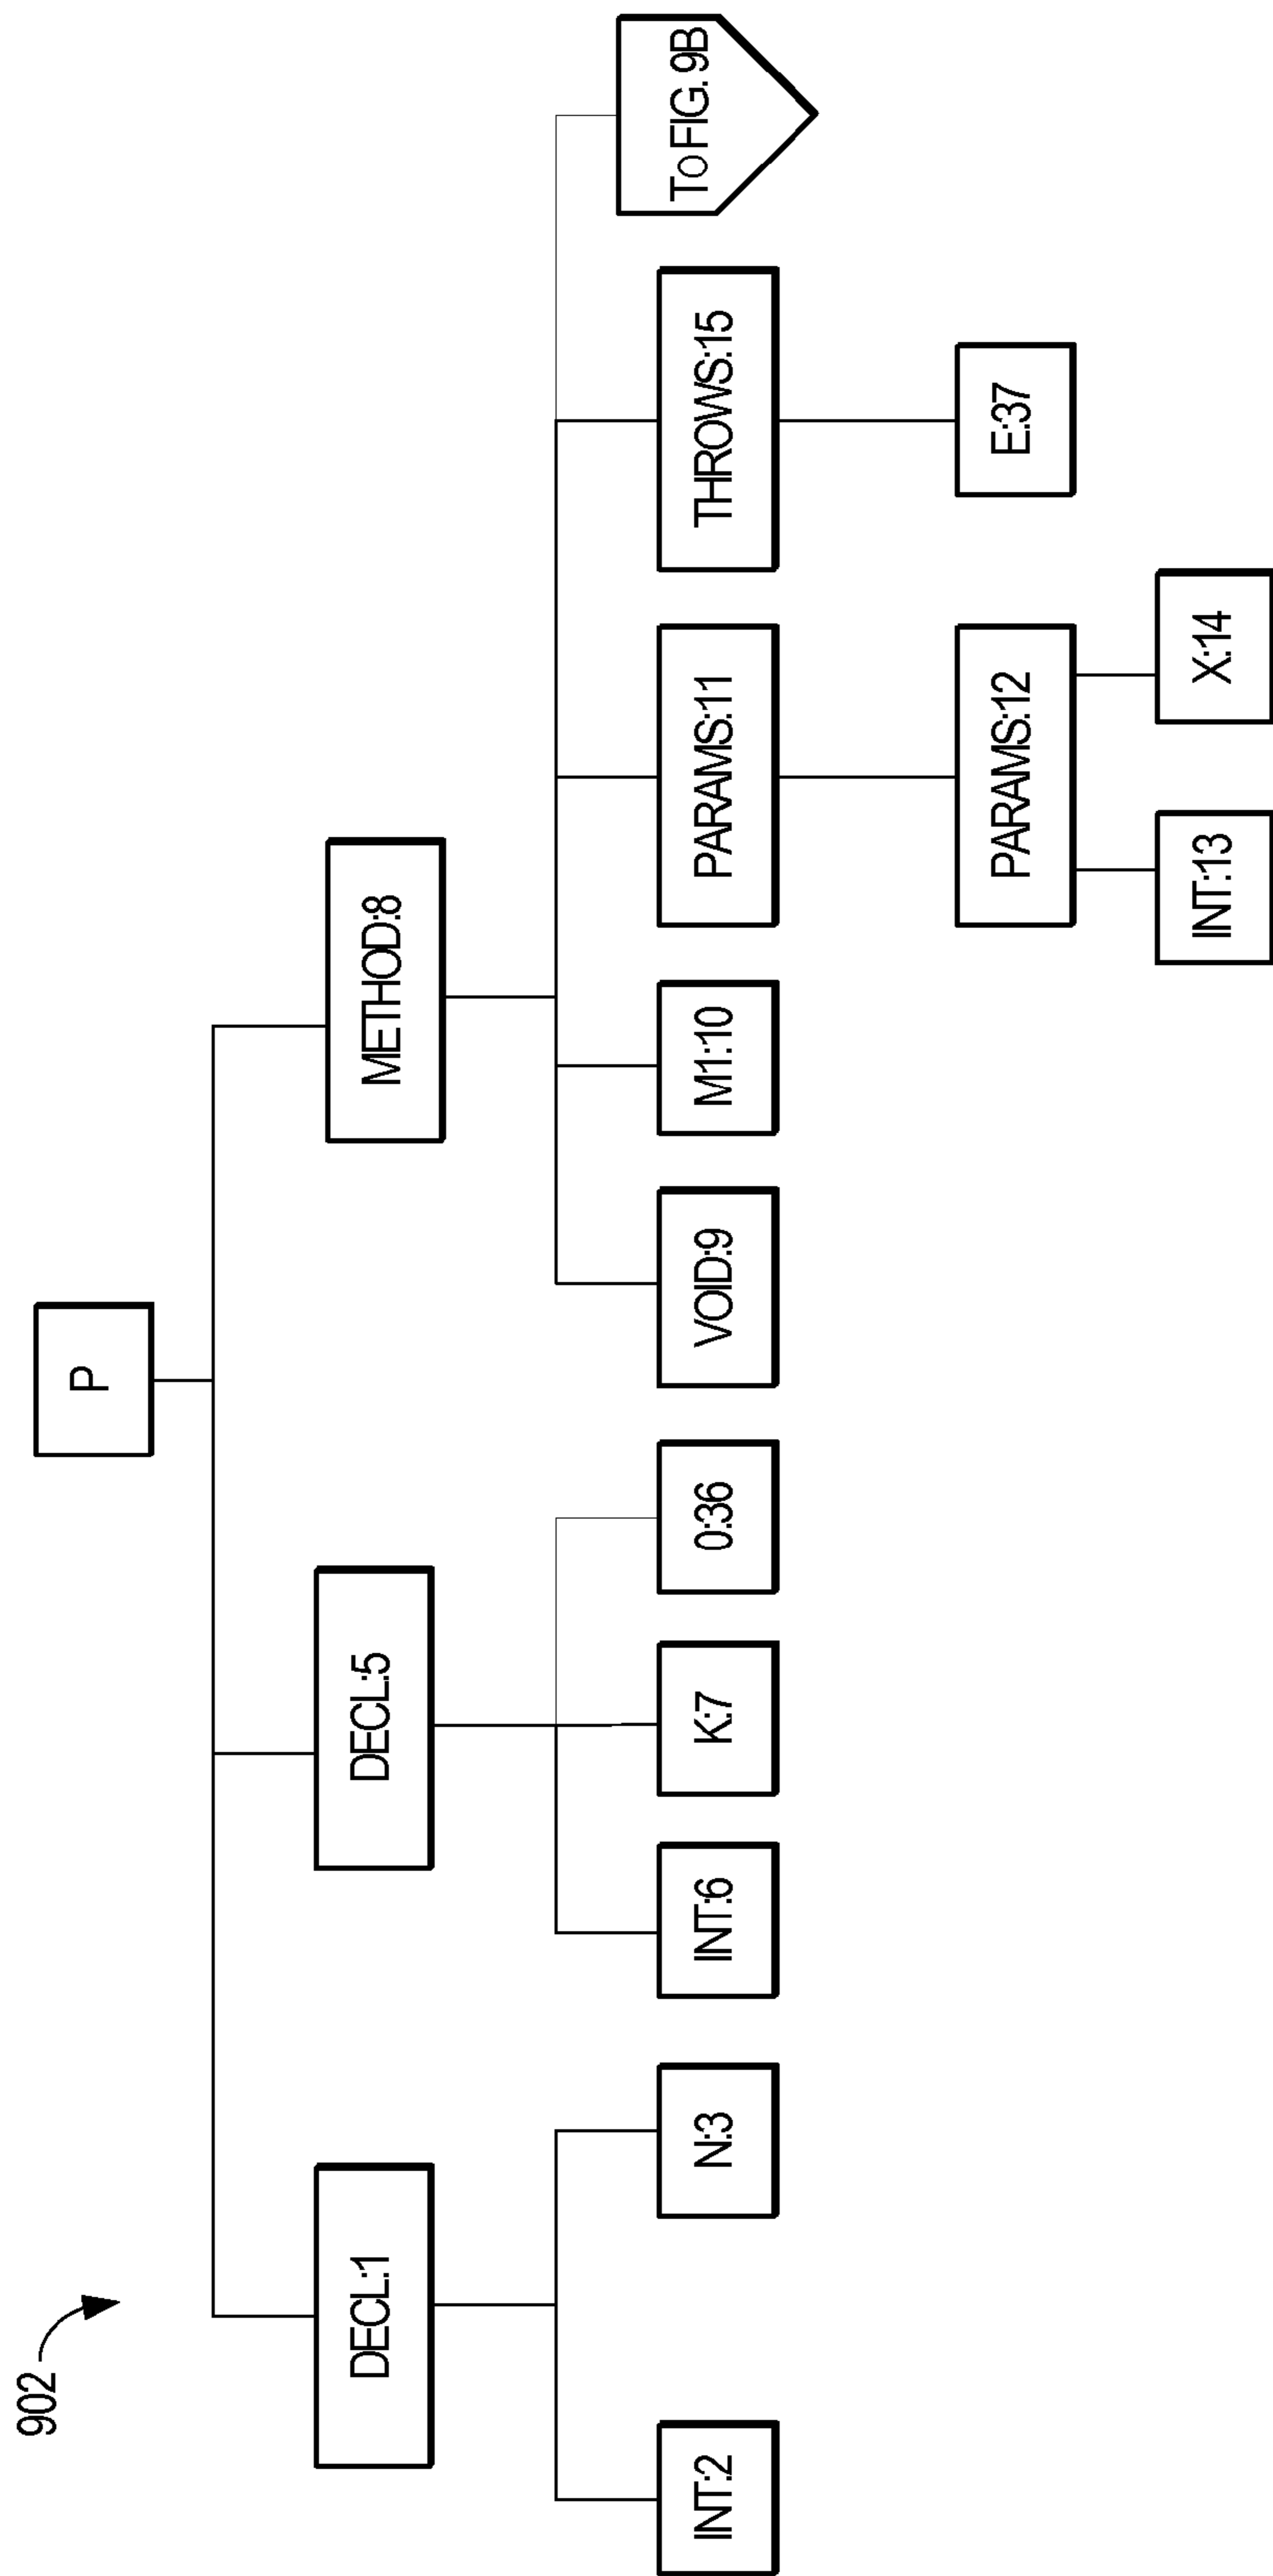 902
P
DECL:1
DECL:5
METHOD:8
INT:2
N:3
INT:6
K:7
0:36
VOID:9
M1:10
PARAMS:11
THROWS:15
TO FIG. 9B
PARAMS:12
E:37
INT:13
X:14